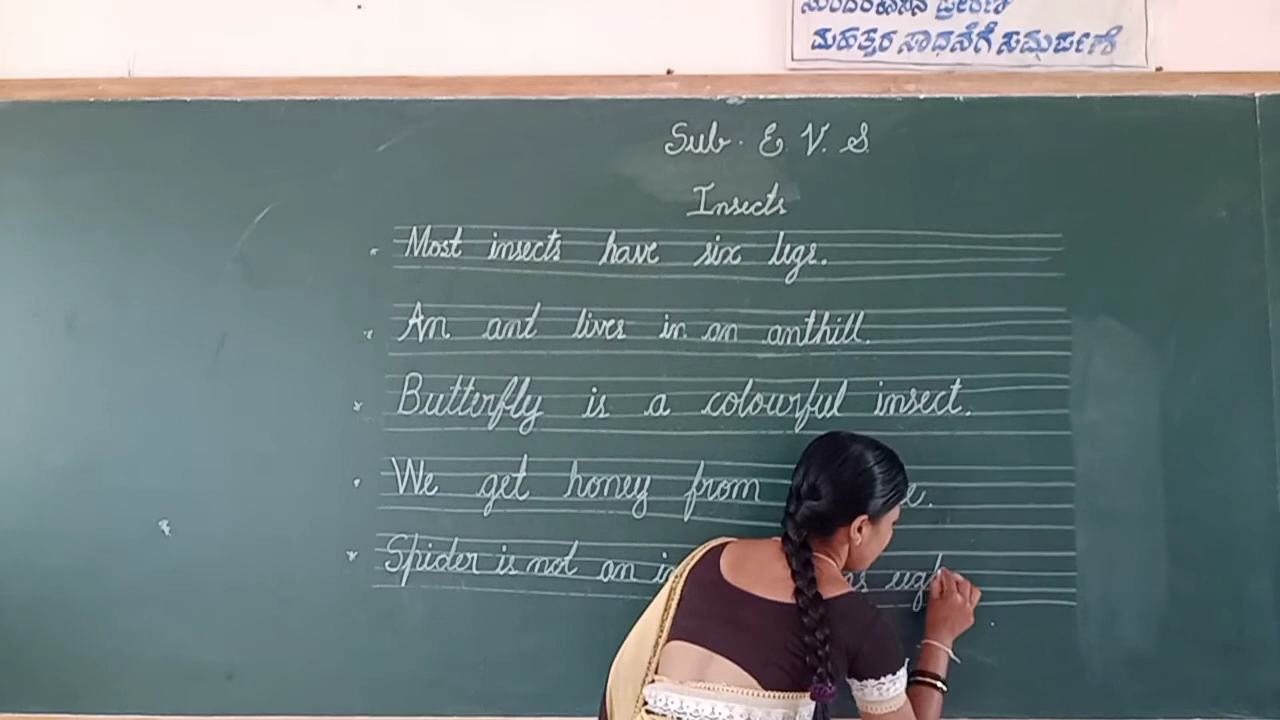 ಮಹತ್ತರ ಸಾಧನೆಗೆ ಸಮರ್ಪಣೆ
Sub. E. V. S.
Insects
Most insects have six legs.
An ant lives in an anthill.
Butterfly is a colourful insect.
We get honey from
Spider is not an